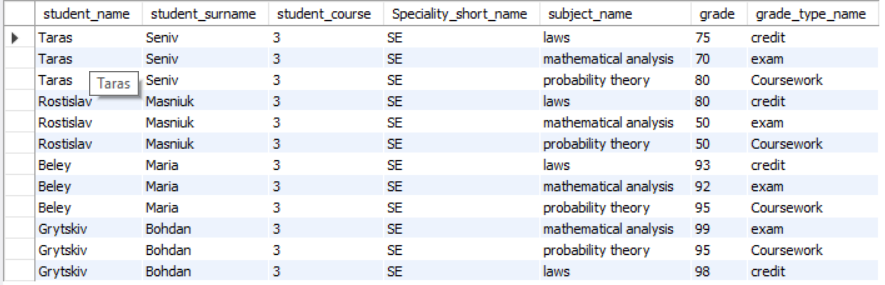 student_name student_surname student_course Speciality_short_name subject_name grade grade_type_name
Taras Seniv 3 SE laws 75 credit
Taras Seniv 3 SE mathematical analysis 70 exam
Taras Seniv 3 SE probability theory 80 Coursework
Taras
Rostislav Masniuk 3 SE laws 80 credit
Rostislav Masniuk 3 SE mathematical analysis 50 exam
Rostislav Masniuk 3 SE probability theory 50 Coursework
Beley Maria 3 SE laws 93 credit
Beley Maria 3 SE mathematical analysis 92 exam
Beley Maria 3 SE probability theory 95 Coursework
Grytskiv Bohdan 3 SE mathematical analysis 99 exam
Grytskiv Bohdan 3 SE probability theory 95 Coursework
Grytskiv Bohdan 3 SE laws 98 credit